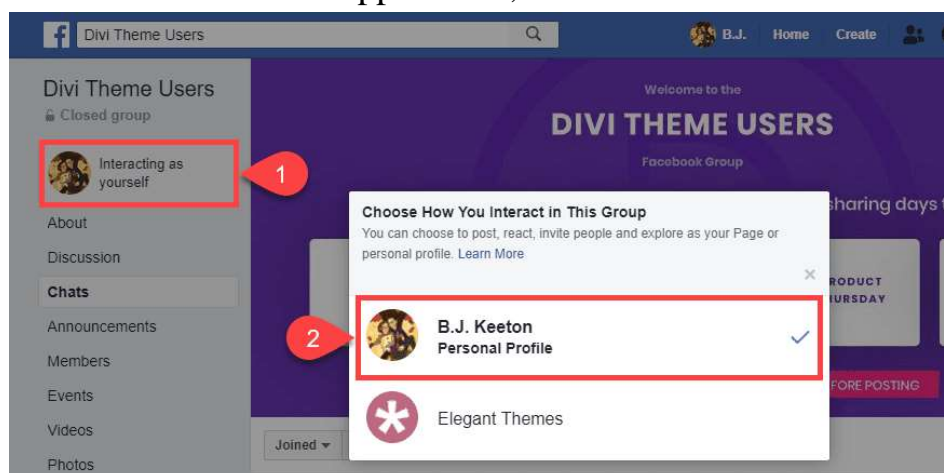 Divi Theme Users
B.J. Home Create
Divi Theme Users
Closed group
Interacting as
yourself
1
About
Discussion
Chats
Announcements
Members
Events
Videos
Photos
Welcome to the
DIVI THEME USERS
Facebook Group
sharing days
RODUCT
URSDAY
FORE POSTING
Choose How You Interact in This Group
You can choose to post, react, invite people and explore as your Page or
personal profile. Learn More
2
B.J. Keeton
Personal Profile
Elegant Themes
Joined